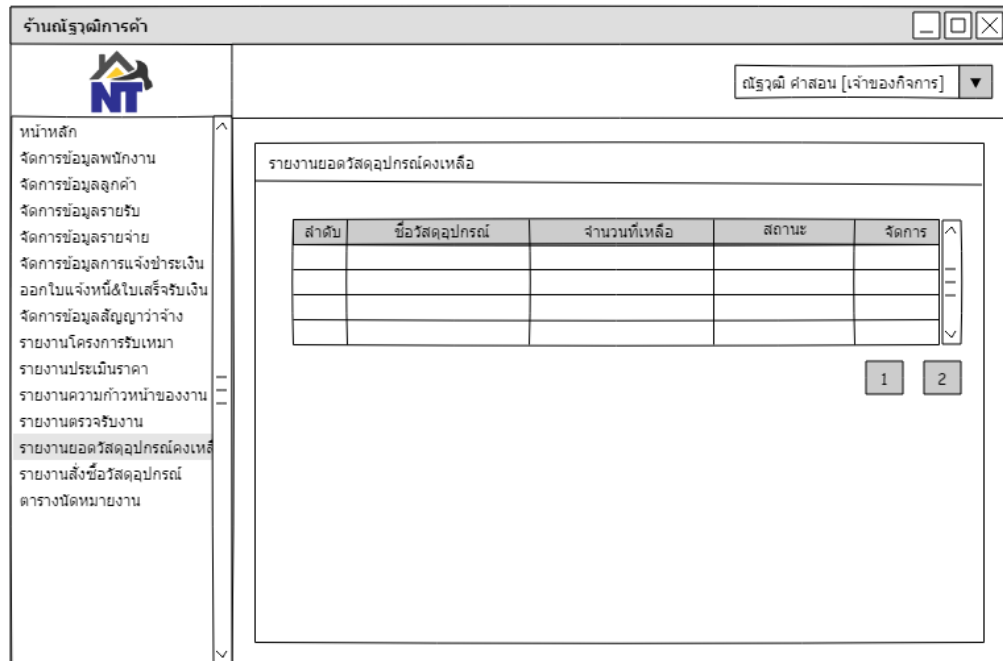 ร้านณัฐวุฒิการค้า
NT
ณัฐวุฒิ คำสอน [เจ้าของกิจการ]
หน้าหลัก
จัดการข้อมูลพนักงาน
จัดการข้อมูลลูกค้า
จัดการข้อมูลรายรับ
จัดการข้อมูลรายจ่าย
จัดการข้อมูลการแจ้งชำระเงิน
ออกใบแจ้งหนี้&ใบเสร็จรับเงิน
จัดการข้อมูลสัญญาว่าจ้าง
รายงานโครงการรับเหมา
รายงานประเมินราคา
รายงานความก้าวหน้าของงาน
รายงานตรวจรับงาน
รายงานยอดวัสดุอุปกรณ์คงเหลื
รายงานสั่งซื้อวัสดุอุปกรณ์
ตารางนัดหมายงาน
รายงานยอดวัสดุอุปกรณ์คงเหลือ
ลำดับ ชื่อวัสดุอุปกรณ์ จำนวนที่เหลือ สถานะ จัดการ
1 2